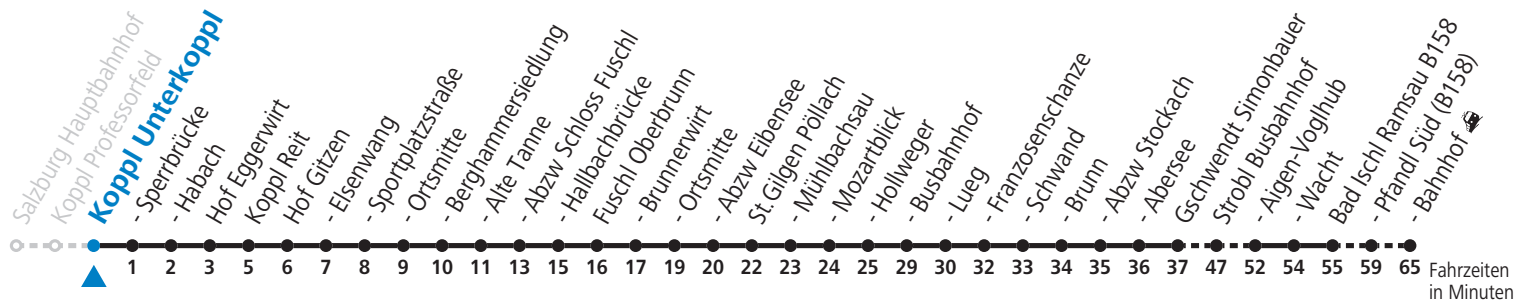 Salzburg Hauptbahnhof
Koppl Professorfeld
Koppl Unterkoppl
- Sperrbrücke
- Habach
Hof Eggerwirt
Koppl Reit
Hof Gitzen
- Elsenwang
- Sportplatzstraße
- Ortsmitte
- Berghammersiedlung
- Alte Tanne
- Abzw Schloss Fuschl
- Hallbachbrücke
Fuschl Oberbrunn
- Brunnerwirt
- Ortsmitte
- Abzw Eibensee
St.Gilgen Pöllach
- Mühlbachsau
- Mozartblick
- Hollweger
- Busbahnhof
- Lueg
- Franzosenschanze
- Schwand
- Brunn
- Abzw Stockach
- Abersee
Gschwendt Simonbauer
Strobl Busbahnhof
- Aigen-Voglhub
- Wacht
Bad Ischl Ramsau B158
- Pfandl Süd (B158)
- Bahnhof
1 2 3 5 6 7 8 9 10 11 13 15 16 17 19 20 22 23 24 25 29 30 32 33 34 35 36 37 47 52 54 55 59 65 Fahrzeiten
in Minuten